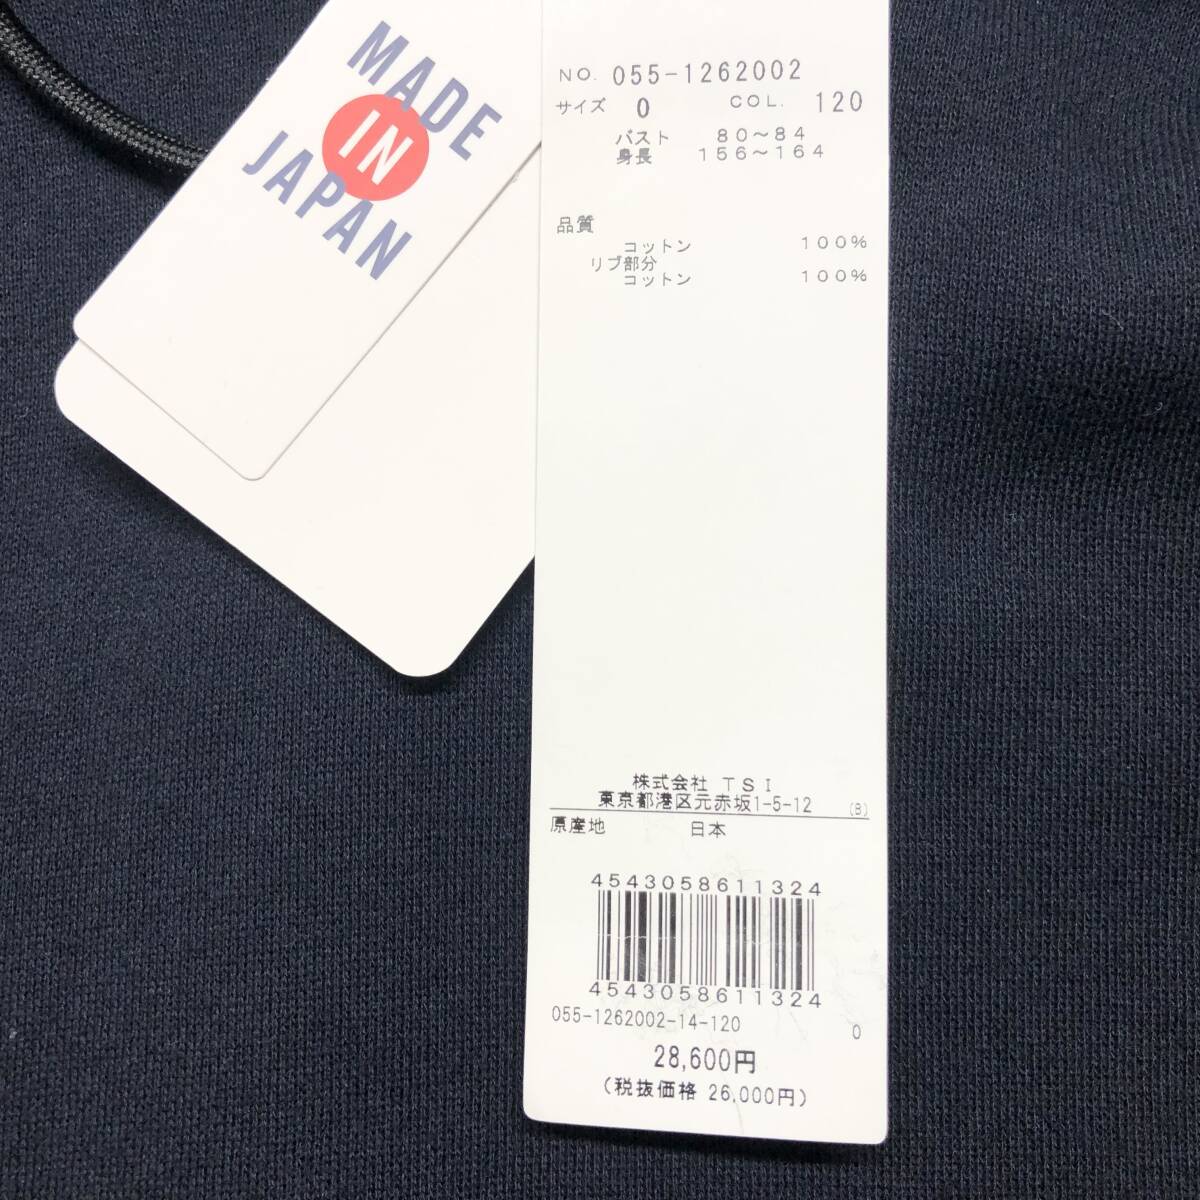 MADE
IN
JAPAN
NO. 055-1262002
サイズ 0 COL. 120
バスト 80〜84
身長 156〜164
品質
コットン 100%
リブ部分
コットン 100%
株式会社 TSI
東京都港区元赤坂1-5-12 (8)
原産地 日本
4543058611324
4543058611324
055-1262002-14-120 0
28,600円
(税抜価格 26,000円)